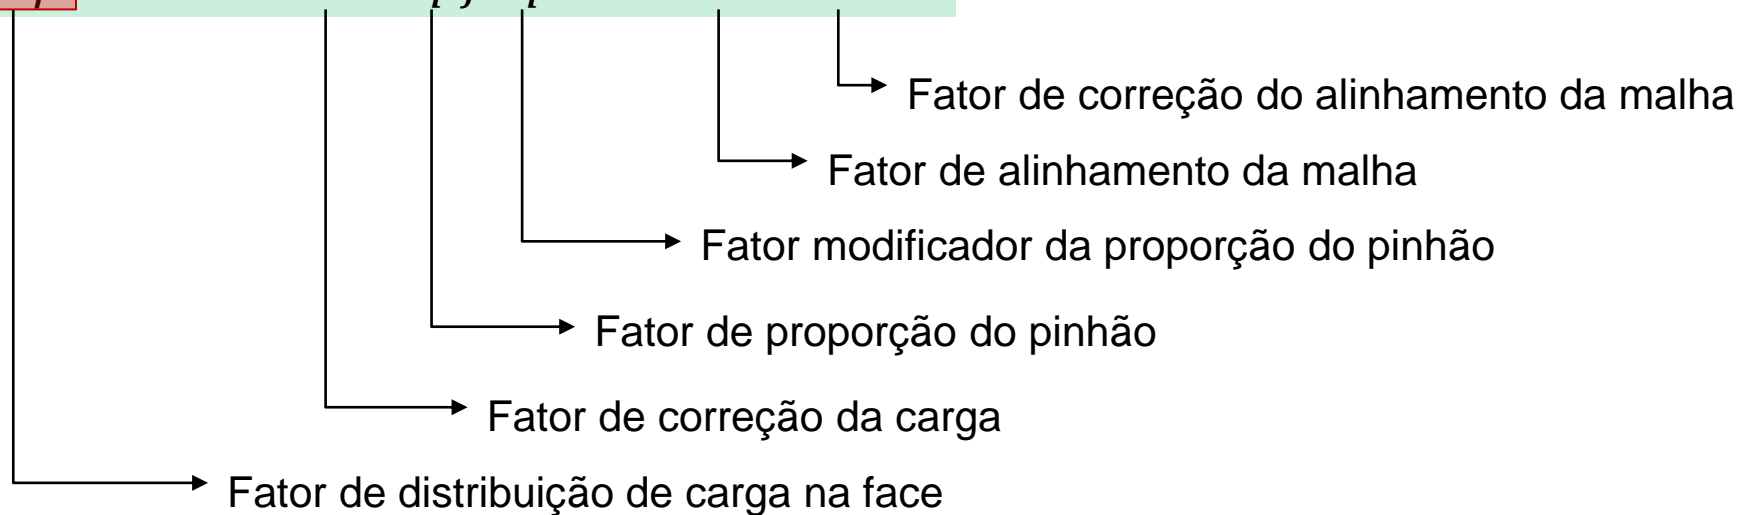 Fator de correção do alinhamento da malha
Fator de alinhamento da malha
Fator modificador da proporção do pinhão
Fator de proporção do pinhão
Fator de correção da carga
Fator de distribuição de carga na face